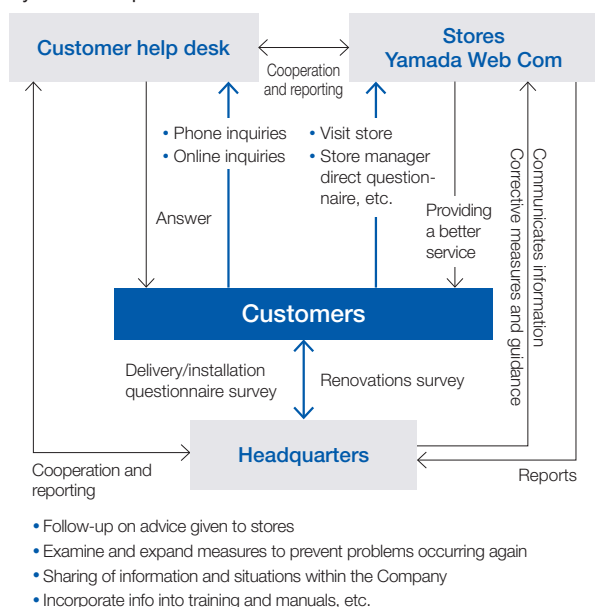 Customer help desk
Stores
Yamada Web Com
Cooperation
and reporting
• Phone inquiries
• Online inquiries
• Visit store
• Store manager
direct question-
naire, etc.
Answer
Providing
a better
service
Communicates information
Corrective measures and guidance
Customers
Delivery/installation
questionnaire survey
Renovations survey
Headquarters
Cooperation and
reporting
Reports
• Follow-up on advice given to stores
• Examine and expand measures to prevent problems occurring again
• Sharing of information and situations within the Company
• Incorporate info into training and manuals, etc.